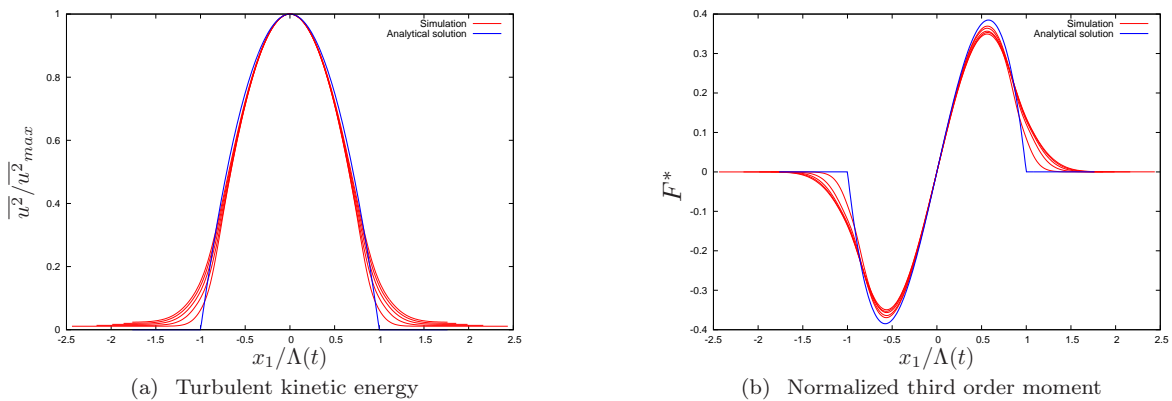 Simulation
Analytical solution
1
0.8
0.6
0.4
0.2
0
-2.5 -2 -1.5 -1 -0.5 0 0.5 1 1.5 2 2.5
$\overline{u^2}/\overline{u^2}_{max}$
$x_1/\Lambda(t)$
(a) Turbulent kinetic energy
Simulation
Analytical solution
0.4
0.3
0.2
0.1
0
-0.1
-0.2
-0.3
-0.4
-2.5 -2 -1.5 -1 -0.5 0 0.5 1 1.5 2 2.5
$F^*$
$x_1/\Lambda(t)$
(b) Normalized third order moment